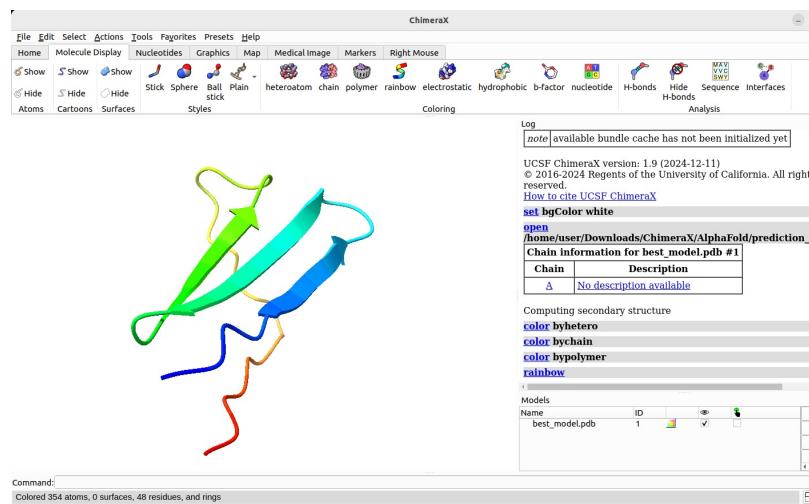 ChimeraX
File Edit Select Actions Tools Favorites Presets Help
Home Molecule Display Nucleotides Graphics Map Medical Image Markers Right Mouse
Show Show Show
Hide Hide Hide
Stick Sphere Ball stick Plain heteroatom chain polymer rainbow electrostatic hydrophobic b-factor nucleotide H-bonds Hide H-bonds Sequence Interfaces
Atoms Cartoons Surfaces Styles Coloring Analysis
Log
note available bundle cache has not been initialized yet
UCSF ChimeraX version: 1.9 (2024-12-11)
© 2016-2024 Regents of the University of California. All right
reserved.
How to cite UCSF ChimeraX
set bgColor white
open
/home/user/Downloads/ChimeraX/AlphaFold/prediction_
Chain information for best_model.pdb #1
Chain Description
A No description available
Computing secondary structure
color byhetero
color bychain
color bypolymer
rainbow
Models
Name ID
best_model.pdb 1
Command:
Colored 354 atoms, 0 surfaces, 48 residues, and rings